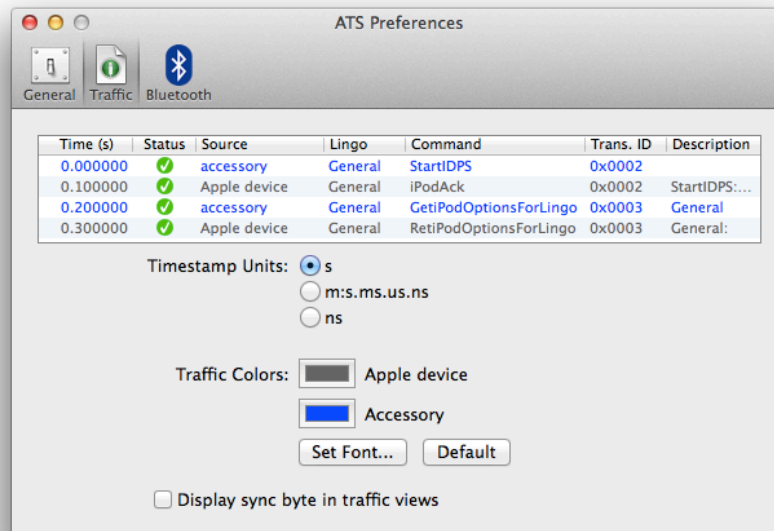 ATS Preferences
General Traffic Bluetooth
Time (s) Status Source Lingo Command Trans. ID Description
0.000000 accessory General StartIDPS 0x0002
0.100000 Apple device General iPodAck 0x0002 StartIDPS:...
0.200000 accessory General GetiPodOptionsForLingo 0x0003 General
0.300000 Apple device General RetiPodOptionsForLingo 0x0003 General:
Timestamp Units: s
m:s.ms.us.ns
ns
Traffic Colors: Apple device
Accessory
Set Font... Default
Display sync byte in traffic views